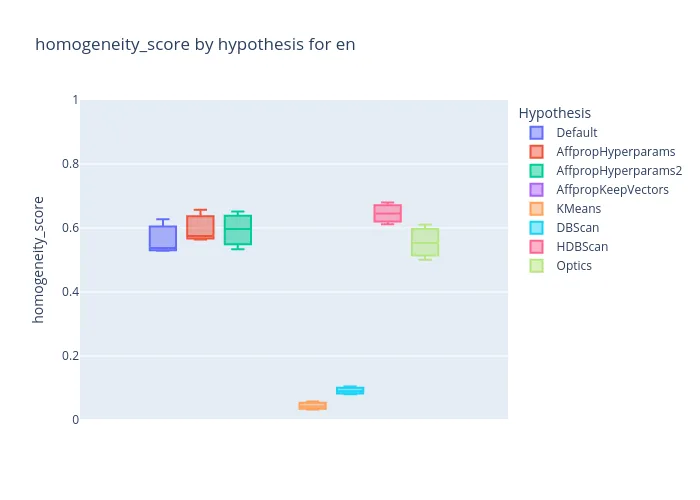 homogeneity_score by hypothesis for en
homogeneity_score
1
0.8
0.6
0.4
0.2
0
Hypothesis
Default
AffpropHyperparams
AffpropHyperparams2
AffpropKeepVectors
KMeans
DBScan
HDBScan
Optics